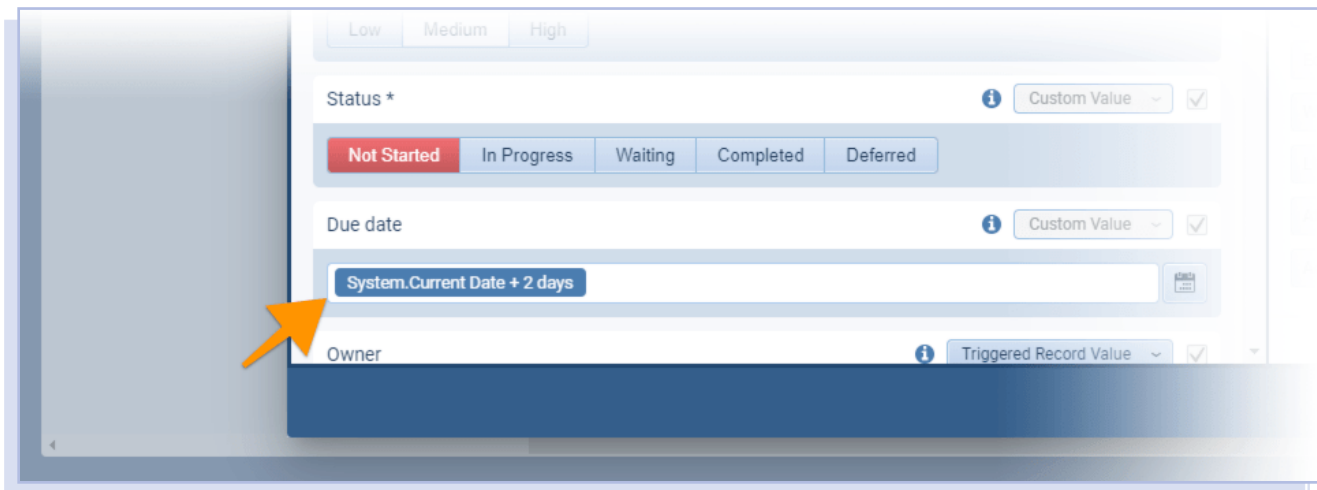 Low Medium High
Status * Custom Value
Not Started In Progress Waiting Completed Deferred
Due date Custom Value
System.Current Date + 2 days
Owner Triggered Record Value